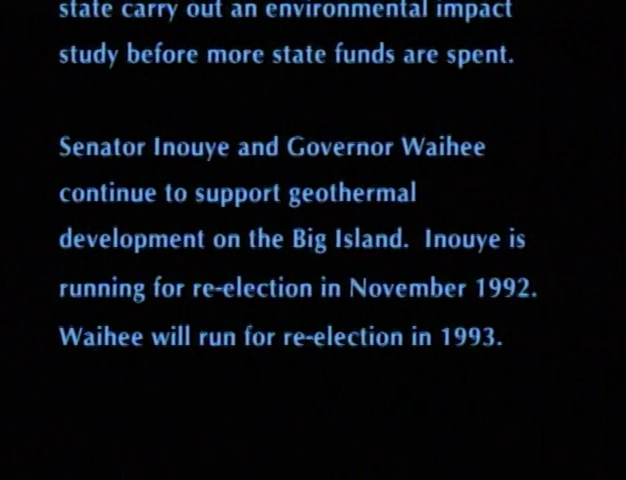 state carry out an environmental impact
study before more state funds are spent.
Senator Inouye and Governor Waihee
continue to support geothermal
development on the Big Island. Inouye is
running for re-election in November 1992.
Waihee will run for re-election in 1993.